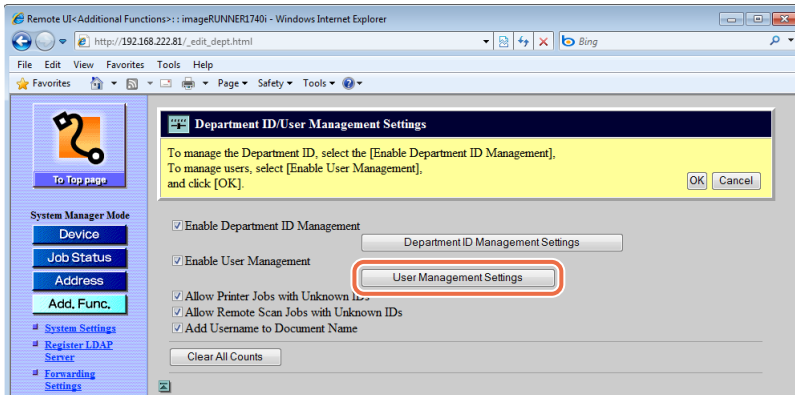 Remote UI<Additional Functions>: : imageRUNNER1740i - Windows Internet Explorer
http://192.168.222.81/_edit_dept.html
Bing
File Edit View Favorites Tools Help
Favorites Page Safety Tools
Department ID/User Management Settings
To manage the Department ID, select the [Enable Department ID Management],
To manage users, select [Enable User Management],
and click [OK].
OK Cancel
To Top page
System Manager Mode
Device
Job Status
Address
Add. Func.
System Settings
Register LDAP
Server
Forwarding
Settings
Enable Department ID Management
Department ID Management Settings
Enable User Management
User Management Settings
Allow Printer Jobs with Unknown IDs
Allow Remote Scan Jobs with Unknown IDs
Add Username to Document Name
Clear All Counts